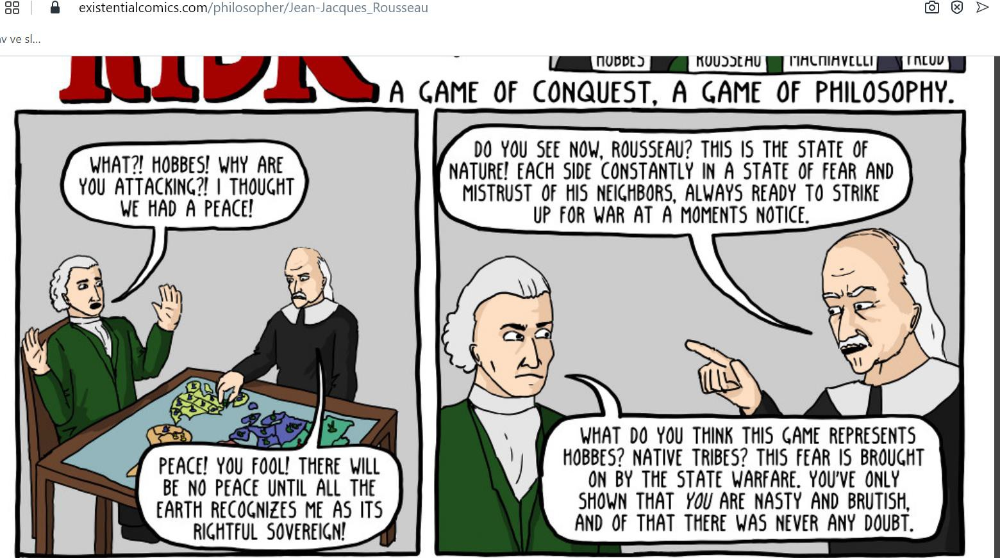 existentialcomics.com/philosopher/Jean-Jacques_Rousseau
av ve sl...
RISK
HOBBES ROUSSEAU MACHIAVELLI FREUD
A GAME OF CONQUEST, A GAME OF PHILOSOPHY.
WHAT?! HOBBES! WHY ARE
YOU ATTACKING?! I THOUGHT
WE HAD A PEACE!
PEACE! YOU FOOL! THERE WILL
BE NO PEACE UNTIL ALL THE
EARTH RECOGNIZES ME AS ITS
RIGHTFUL SOVEREIGN!
DO YOU SEE NOW, ROUSSEAU? THIS IS THE STATE OF
NATURE! EACH SIDE CONSTANTLY IN A STATE OF FEAR AND
MISTRUST OF HIS NEIGHBORS, ALWAYS READY TO STRIKE
UP FOR WAR AT A MOMENTS NOTICE.
WHAT DO YOU THINK THIS GAME REPRESENTS
HOBBES? NATIVE TRIBES? THIS FEAR IS BROUGHT
ON BY THE STATE WARFARE. YOU'VE ONLY
SHOWN THAT YOU ARE NASTY AND BRUTISH,
AND OF THAT THERE WAS NEVER ANY DOUBT.